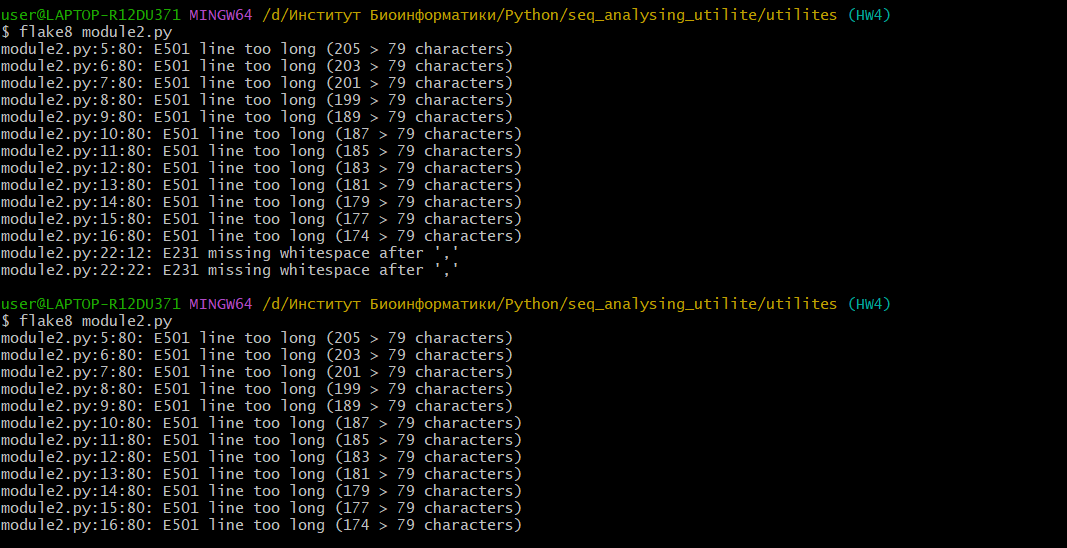 user@LAPTOP-R12DU371 MINGW64 /d/Институт Биоинформатики/Python/seq_analysing_utilite/utilites (HW4)
$ flake8 module2.py
module2.py:5:80: E501 line too long (205 > 79 characters)
module2.py:6:80: E501 line too long (203 > 79 characters)
module2.py:7:80: E501 line too long (201 > 79 characters)
module2.py:8:80: E501 line too long (199 > 79 characters)
module2.py:9:80: E501 line too long (189 > 79 characters)
module2.py:10:80: E501 line too long (187 > 79 characters)
module2.py:11:80: E501 line too long (185 > 79 characters)
module2.py:12:80: E501 line too long (183 > 79 characters)
module2.py:13:80: E501 line too long (181 > 79 characters)
module2.py:14:80: E501 line too long (179 > 79 characters)
module2.py:15:80: E501 line too long (177 > 79 characters)
module2.py:16:80: E501 line too long (174 > 79 characters)
module2.py:22:12: E231 missing whitespace after ','
module2.py:22:22: E231 missing whitespace after ','
user@LAPTOP-R12DU371 MINGW64 /d/Институт Биоинформатики/Python/seq_analysing_utilite/utilites (HW4)
$ flake8 module2.py
module2.py:5:80: E501 line too long (205 > 79 characters)
module2.py:6:80: E501 line too long (203 > 79 characters)
module2.py:7:80: E501 line too long (201 > 79 characters)
module2.py:8:80: E501 line too long (199 > 79 characters)
module2.py:9:80: E501 line too long (189 > 79 characters)
module2.py:10:80: E501 line too long (187 > 79 characters)
module2.py:11:80: E501 line too long (185 > 79 characters)
module2.py:12:80: E501 line too long (183 > 79 characters)
module2.py:13:80: E501 line too long (181 > 79 characters)
module2.py:14:80: E501 line too long (179 > 79 characters)
module2.py:15:80: E501 line too long (177 > 79 characters)
module2.py:16:80: E501 line too long (174 > 79 characters)